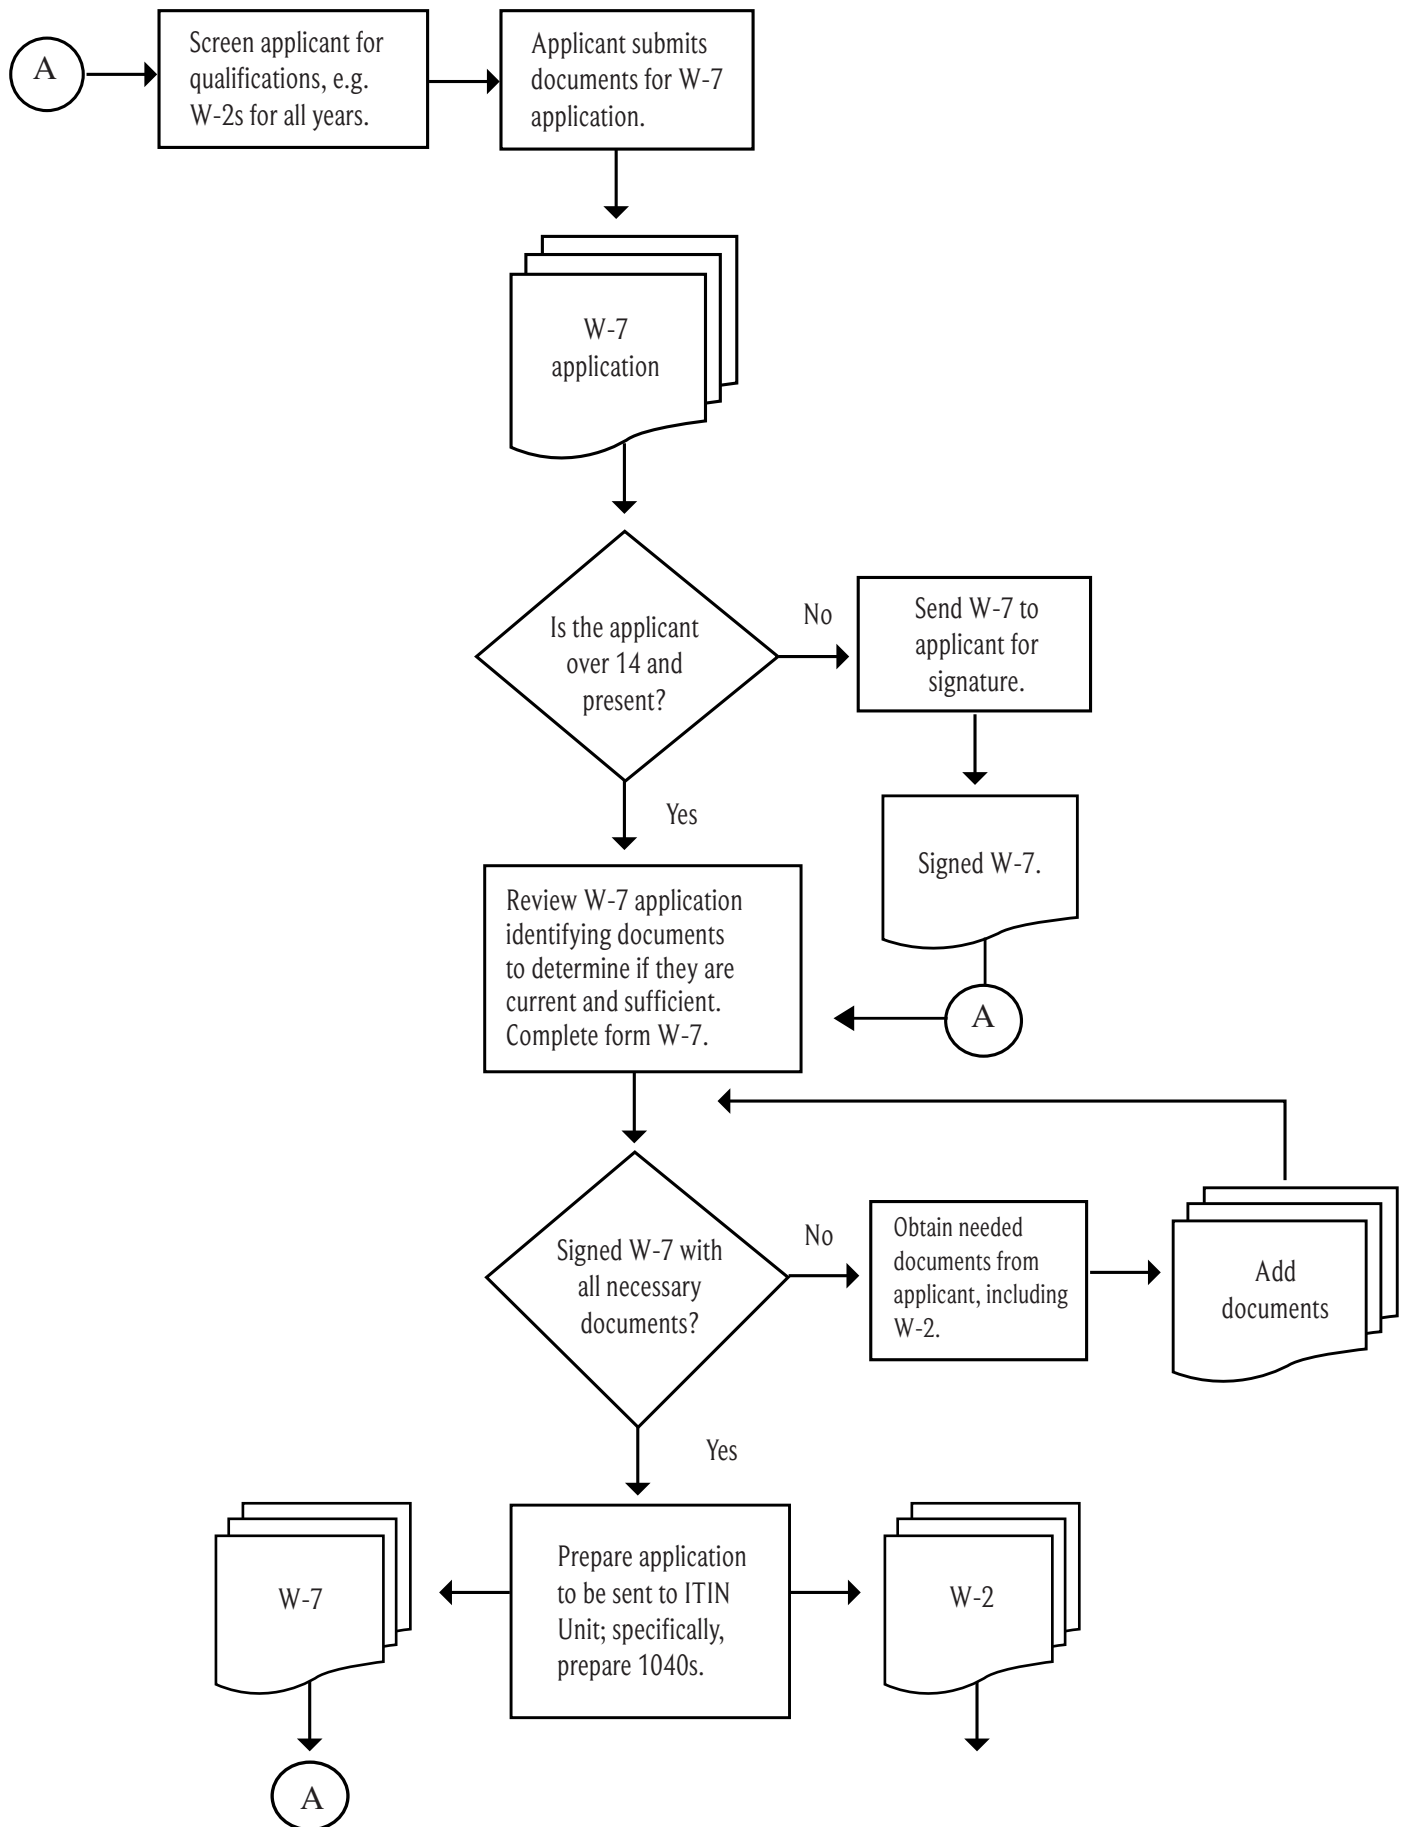 A
Screen applicant for
qualifications, e.g.
W-2s for all years.
Applicant submits
documents for W-7
application.
W-7
application
Is the applicant
over 14 and
present?
No
Send W-7 to
applicant for
signature.
Yes
Signed W-7.
Review W-7 application
identifying documents
to determine if they are
current and sufficient.
Complete form W-7.
A
Signed W-7 with
all necessary
documents?
No
Obtain needed
documents from
applicant, including
W-2.
Add
documents
Yes
W-7
Prepare application
to be sent to ITIN
Unit; specifically,
prepare 1040s.
W-2
A